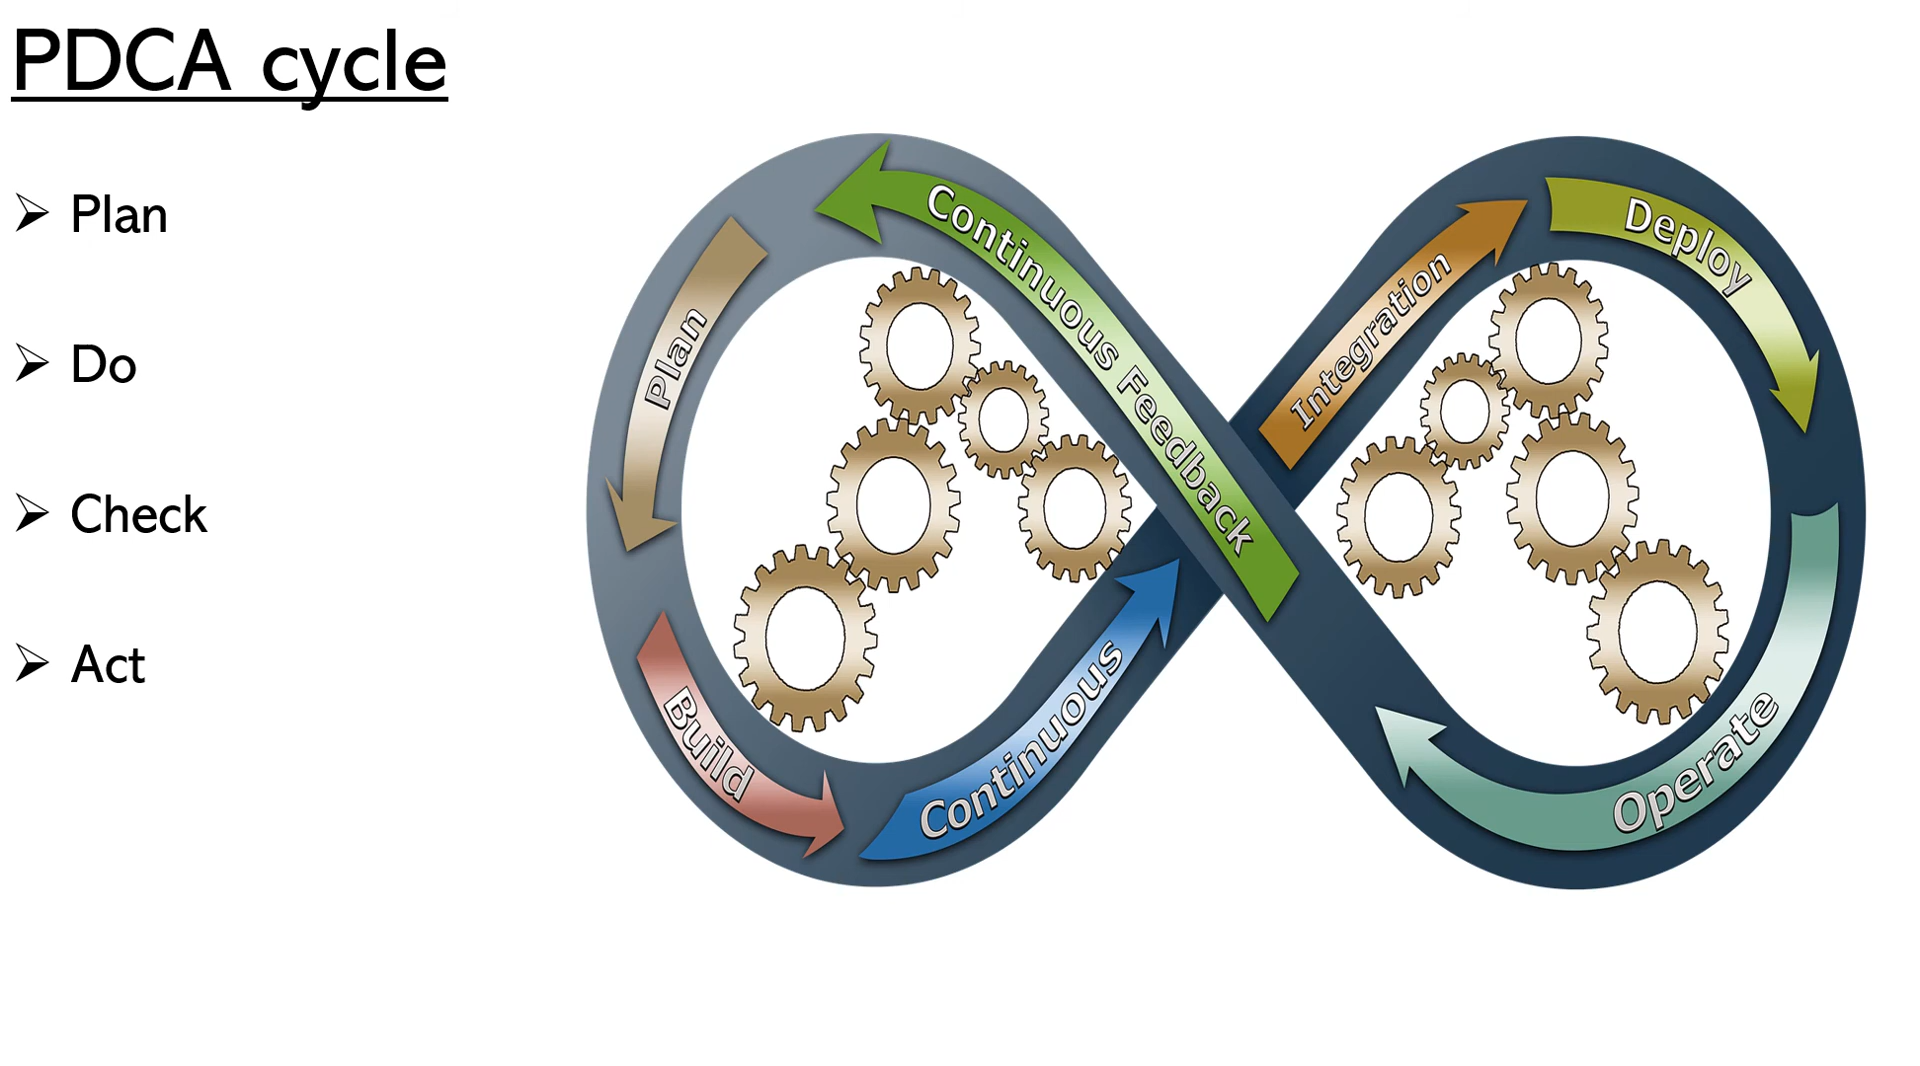 PDCA cycle
Plan
Do
Check
Act
Continuous Feedback
Plan
Build
Continuous
Integration
Deploy
Operate